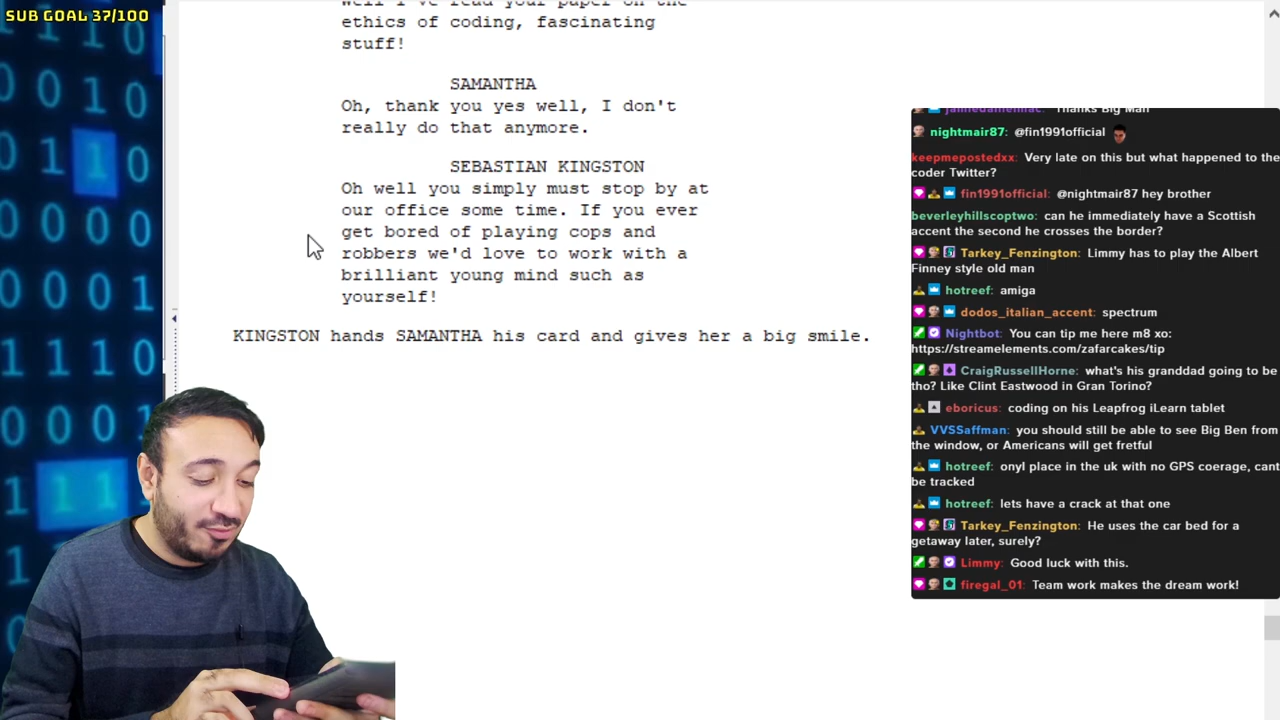 SUB GOAL 37/100
well I've read your paper on the
ethics of coding, fascinating
stuff!
SAMANTHA
Oh, thank you yes well, I don't
really do that anymore.
SEBASTIAN KINGSTON
Oh well you simply must stop by at
our office some time. If you ever
get bored of playing cops and
robbers we'd love to work with a
brilliant young mind such as
yourself!
KINGSTON hands SAMANTHA his card and gives her a big smile.
Thanks Big Man
nightmair87: @fin1991official
keepmepostedxx: Very late on this but what happened to the
coder Twitter?
fin1991official: @nightmair87 hey brother
beverleyhillscoptwo: can he immediately have a Scottish
accent the second he crosses the border?
Tarkey_Fenzington: Limmy has to play the Albert
Finney style old man
hotreef: amiga
dodos_italian_accent: spectrum
Nightbot: You can tip me here m8 xo:
https://streamelements.com/zafarcakes/tip
CraigRussellHorne: what's his granddad going to be
tho? Like Clint Eastwood in Gran Torino?
eboricus: coding on his Leapfrog iLearn tablet
VVSSaffman: you should still be able to see Big Ben from
the window, or Americans will get fretful
hotreef: onyl place in the uk with no GPS coerage, cant
be tracked
hotreef: lets have a crack at that one
Tarkey_Fenzington: He uses the car bed for a
getaway later, surely?
Limmy: Good luck with this.
firegal_01: Team work makes the dream work!